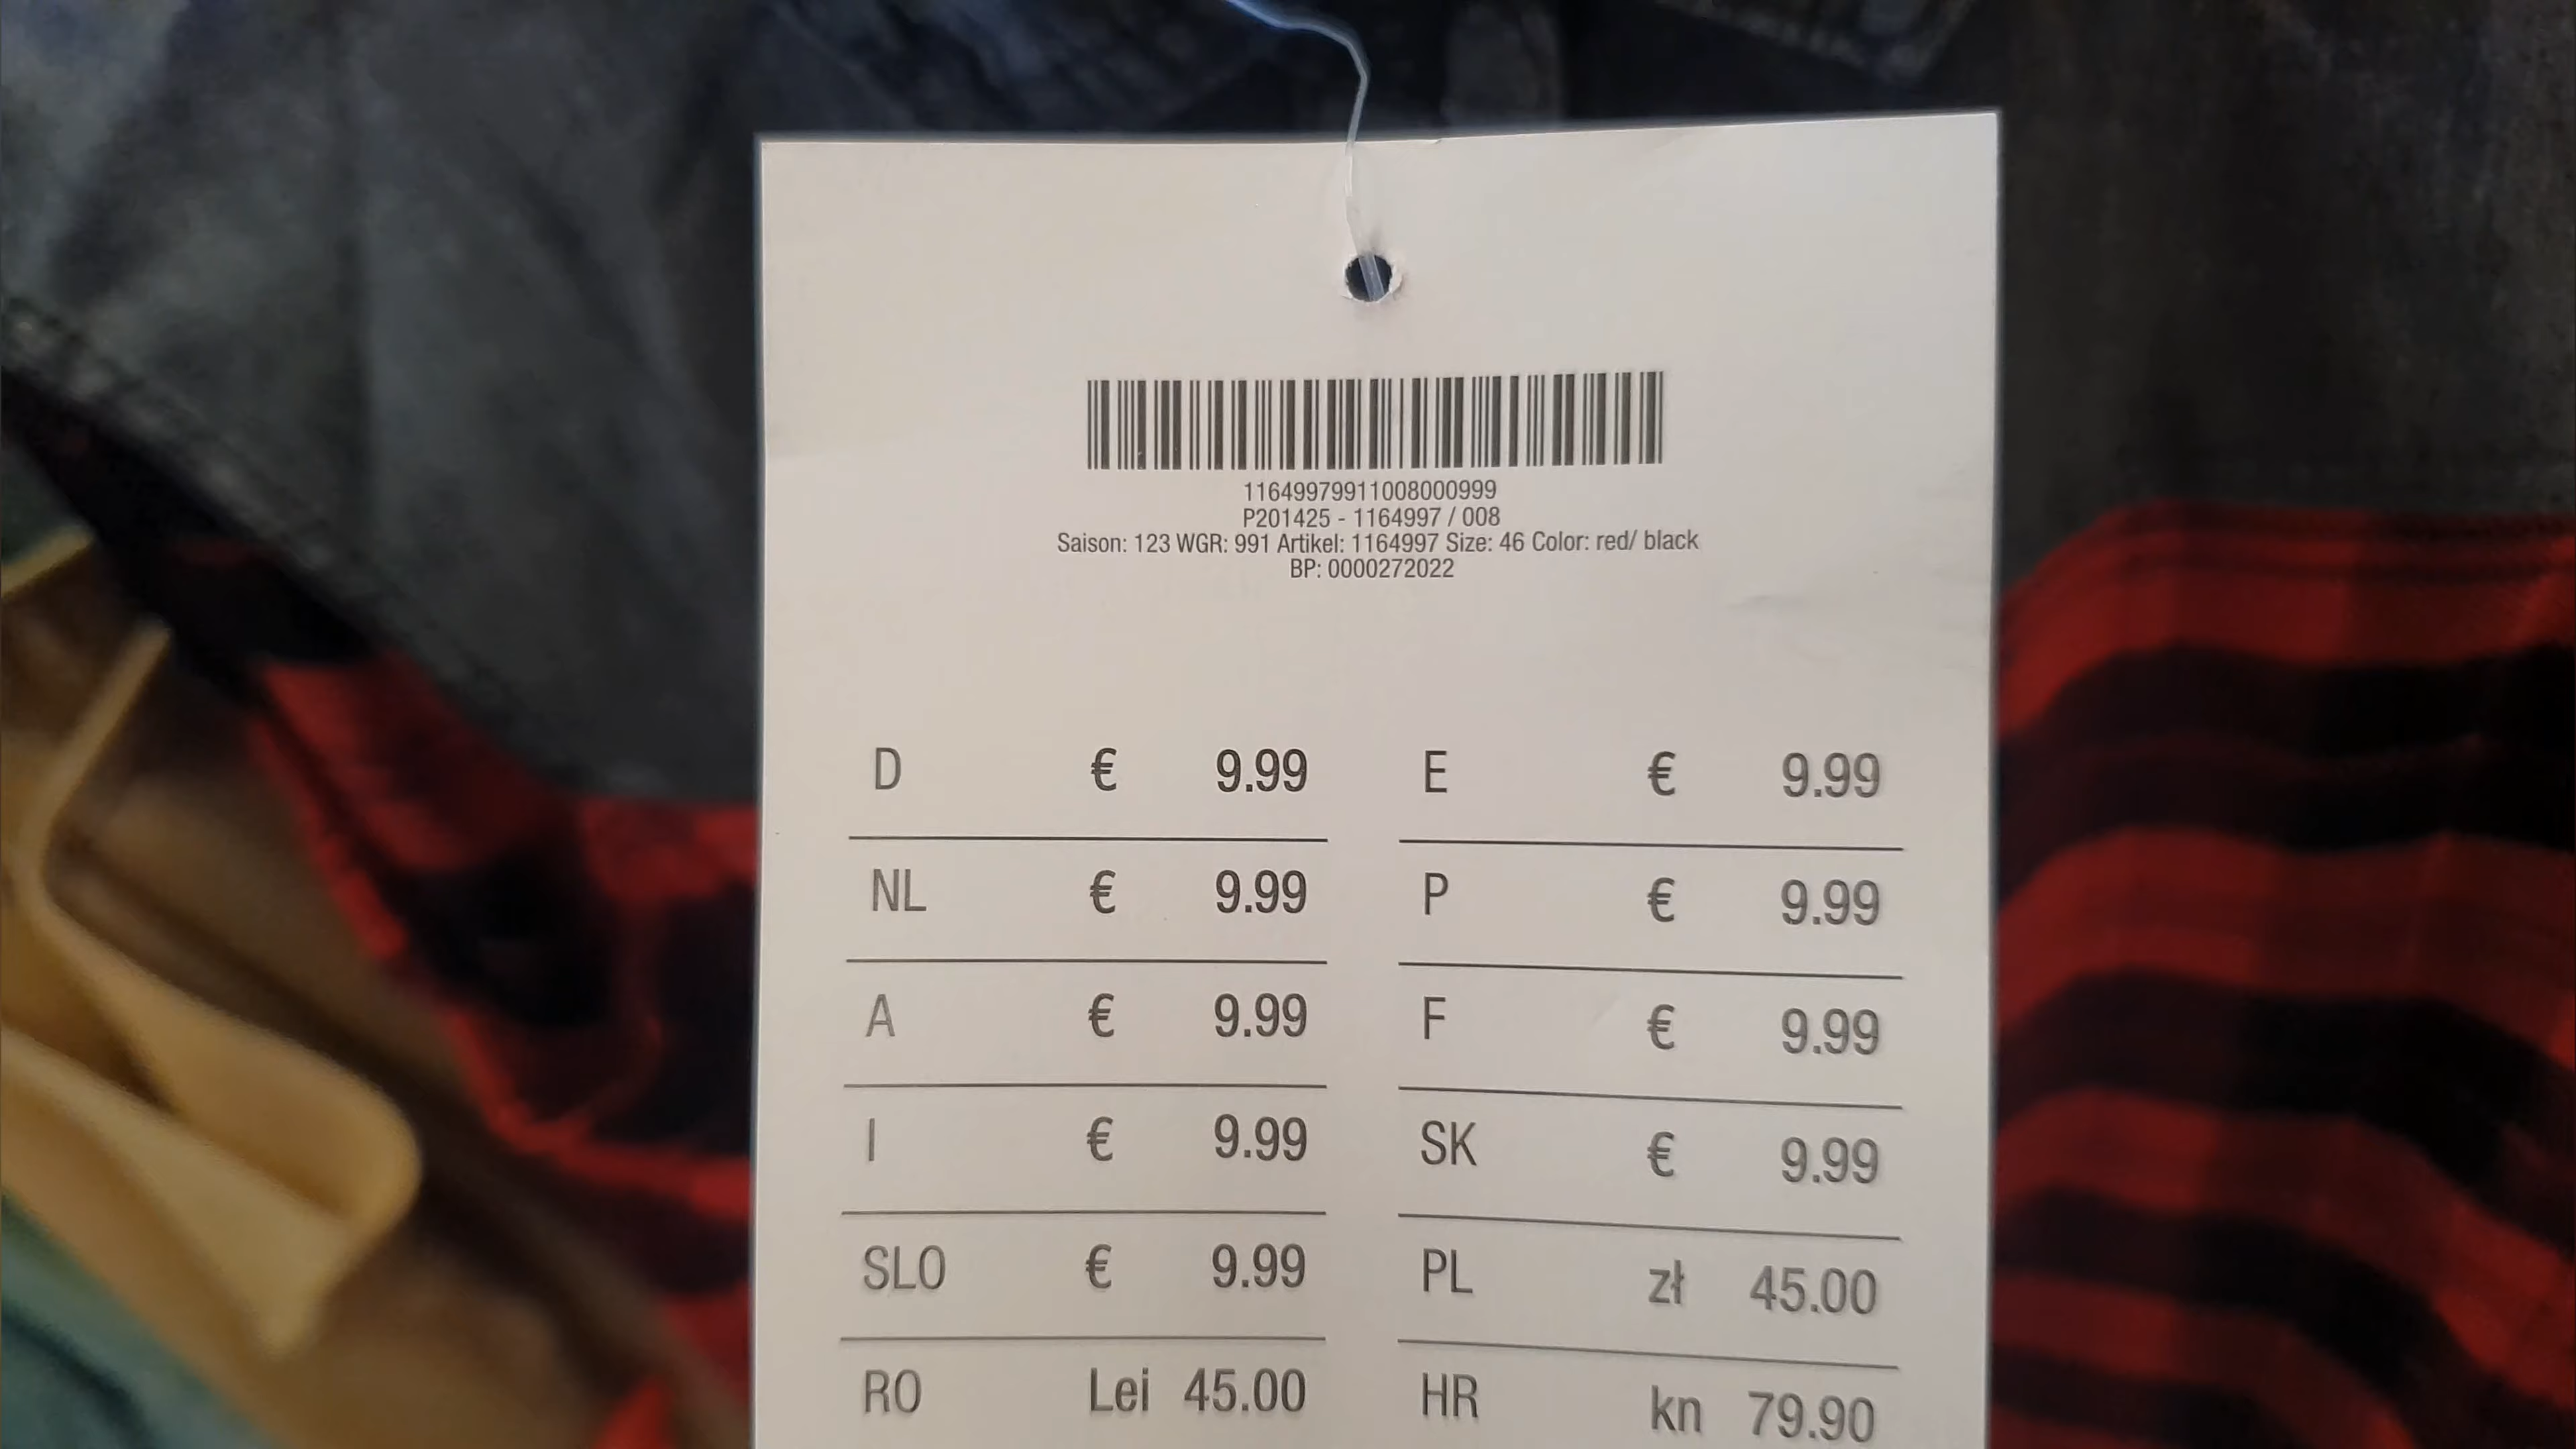 11649979911008000999
P201425 - 1164997 / 008
Saison: 123 WGR: 991 Artikel: 1164997 Size: 46 Color: red/ black
BP: 0000272022
D € 9.99 E € 9.99
NL € 9.99 P € 9.99
A € 9.99 F € 9.99
I € 9.99 SK € 9.99
SLO € 9.99 PL zł 45.00
RO Lei 45.00 HR kn 79.90